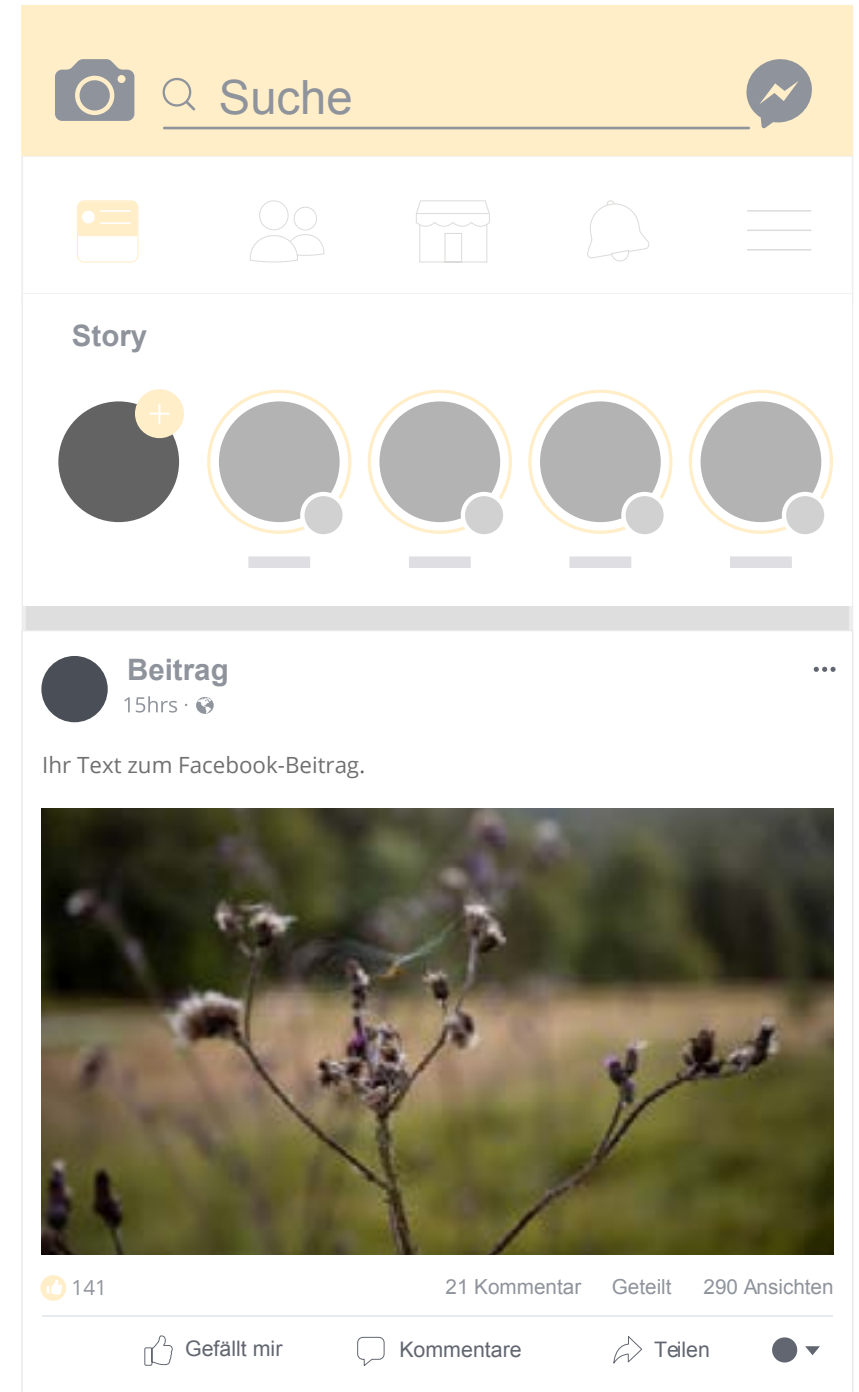 Suche
Story
Beitrag
15hrs ·
Ihr Text zum Facebook-Beitrag.
141 21 Kommentar Geteilt 290 Ansichten
Gefällt mir Kommentare Teilen